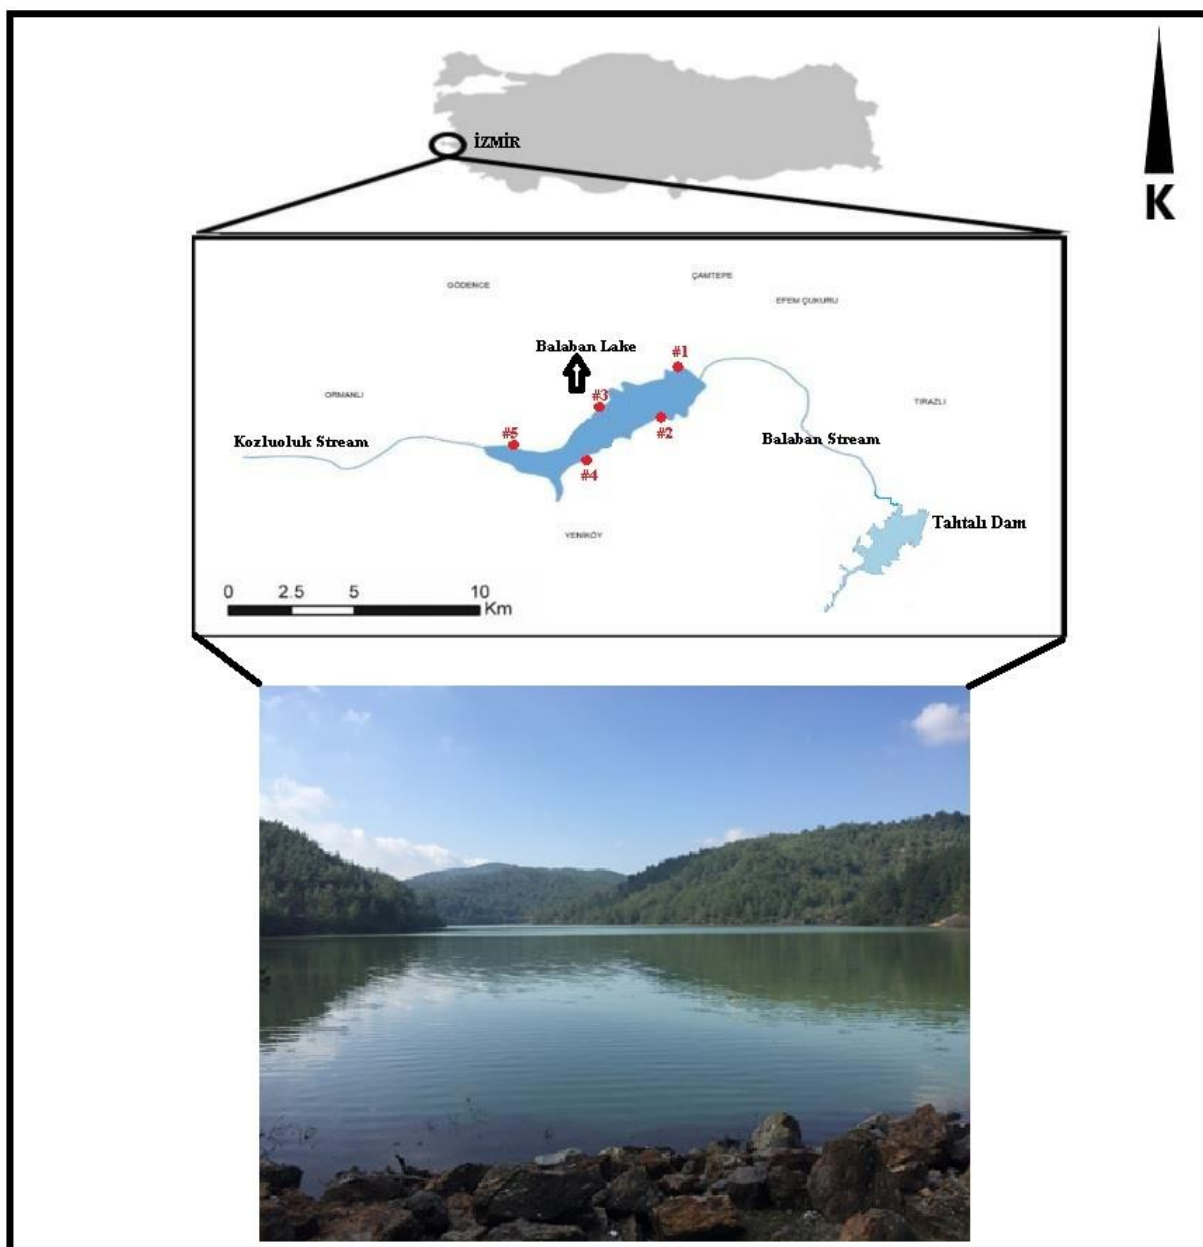 İZMİR
K
ÇAMTEPE
GÖDENCE
EFEM ÇUKURU
Balaban Lake
#1
ORMANLI
#3
TIRAZLI
#2
Kozluoluk Stream
#5
Balaban Stream
#4
Tahtalı Dam
YENİKÖY
0 2.5 5 10
Km